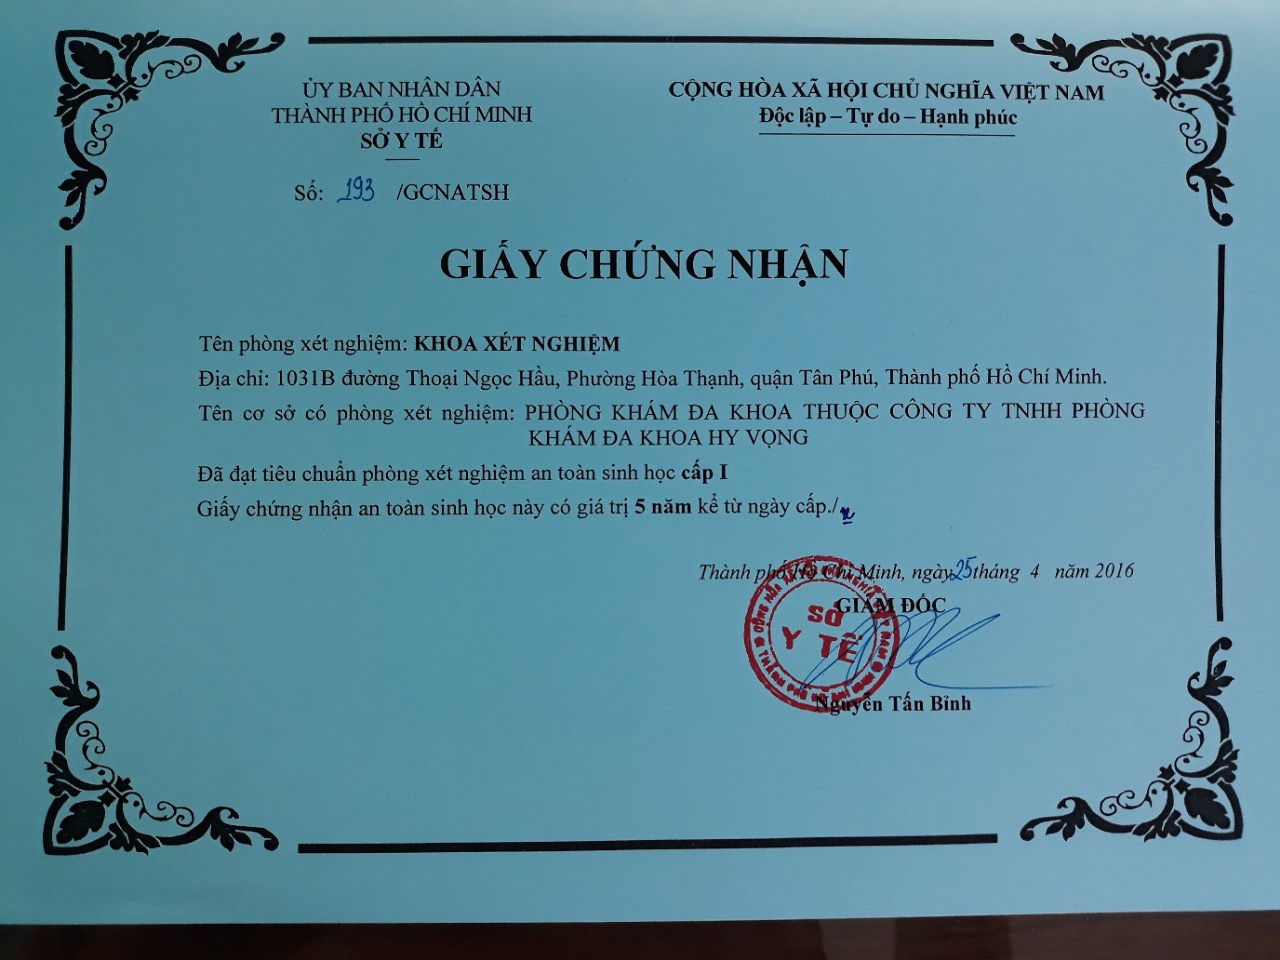 ỦY BAN NHÂN DÂN
THÀNH PHỐ HỒ CHÍ MINH
SỞ Y TẾ
Số: 193 /GCNATSH
CỘNG HÒA XÃ HỘI CHỦ NGHĨA VIỆT NAM
Độc lập – Tự do – Hạnh phúc
GIẤY CHỨNG NHẬN
Tên phòng xét nghiệm: KHOA XÉT NGHIỆM
Địa chỉ: 1031B đường Thoại Ngọc Hầu, Phường Hòa Thạnh, quận Tân Phú, Thành phố Hồ Chí Minh.
Tên cơ sở có phòng xét nghiệm: PHÒNG KHÁM ĐA KHOA THUỘC CÔNG TY TNHH PHÒNG
KHÁM ĐA KHOA HY VỌNG
Đã đạt tiêu chuẩn phòng xét nghiệm an toàn sinh học cấp I
Giấy chứng nhận an toàn sinh học này có giá trị 5 năm kể từ ngày cấp./
Thành phố Hồ Chí Minh, ngày 25 tháng 4 năm 2016
GIÁM ĐỐC
SỞ
Y TẾ
Nguyễn Tấn Bỉnh